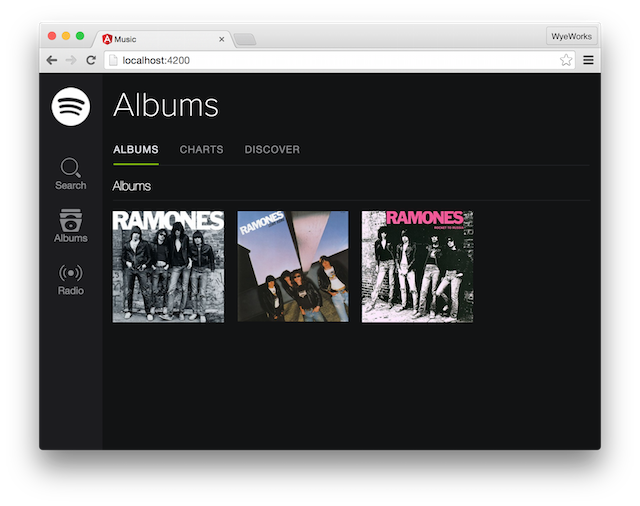 Music
WyeWorks
localhost:4200
Albums
ALBUMS
CHARTS
DISCOVER
Search
Albums
Radio
Albums
RAMONES
RAMONES
RAMONES
ROCKET TO RUSSIA